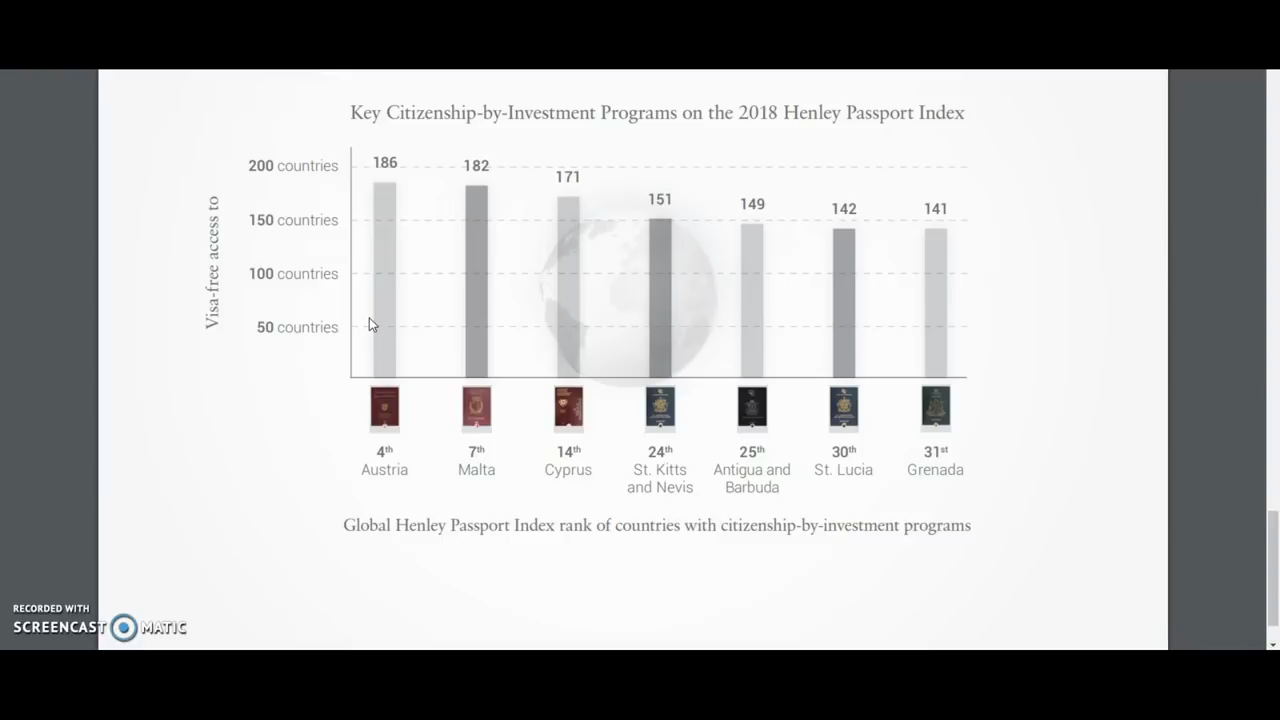 Key Citizenship-by-Investment Programs on the 2018 Henley Passport Index
Visa-free access to
200 countries
150 countries
100 countries
50 countries
186
182
171
151
149
142
141
4th
Austria
7th
Malta
14th
Cyprus
24th
St. Kitts
and Nevis
25th
Antigua and
Barbuda
30th
St. Lucia
31st
Grenada
Global Henley Passport Index rank of countries with citizenship-by-investment programs
RECORDED WITH
SCREENCAST MATIC